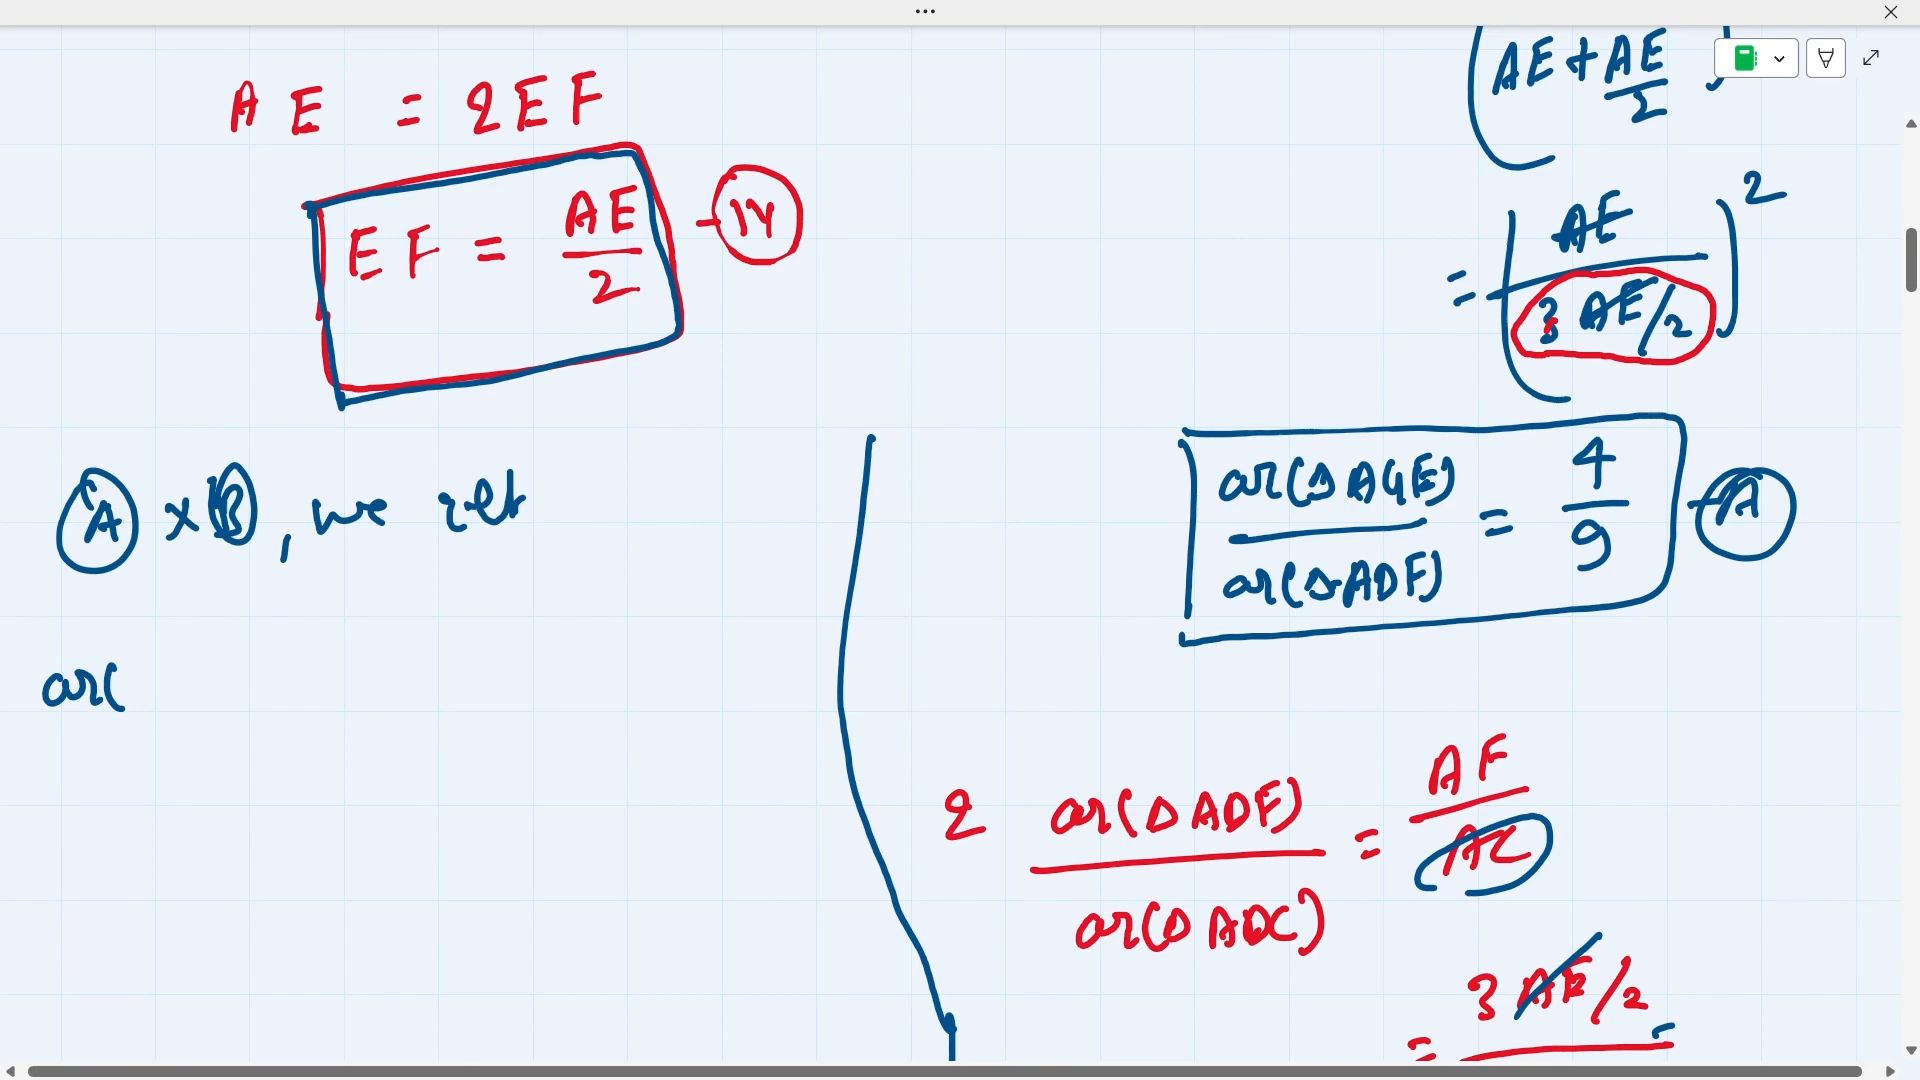 AE = 2EF
EF = AE/2 - IV
(A) x (B), we get
ar(
(AE + AE/2
= (AE / 3AE/2)²
ar(ΔAGE)/ar(ΔADF) = 4/9 - (A)
2 ar(ΔADF)/ar(ΔADC) = AF/AC
= 3AE/2